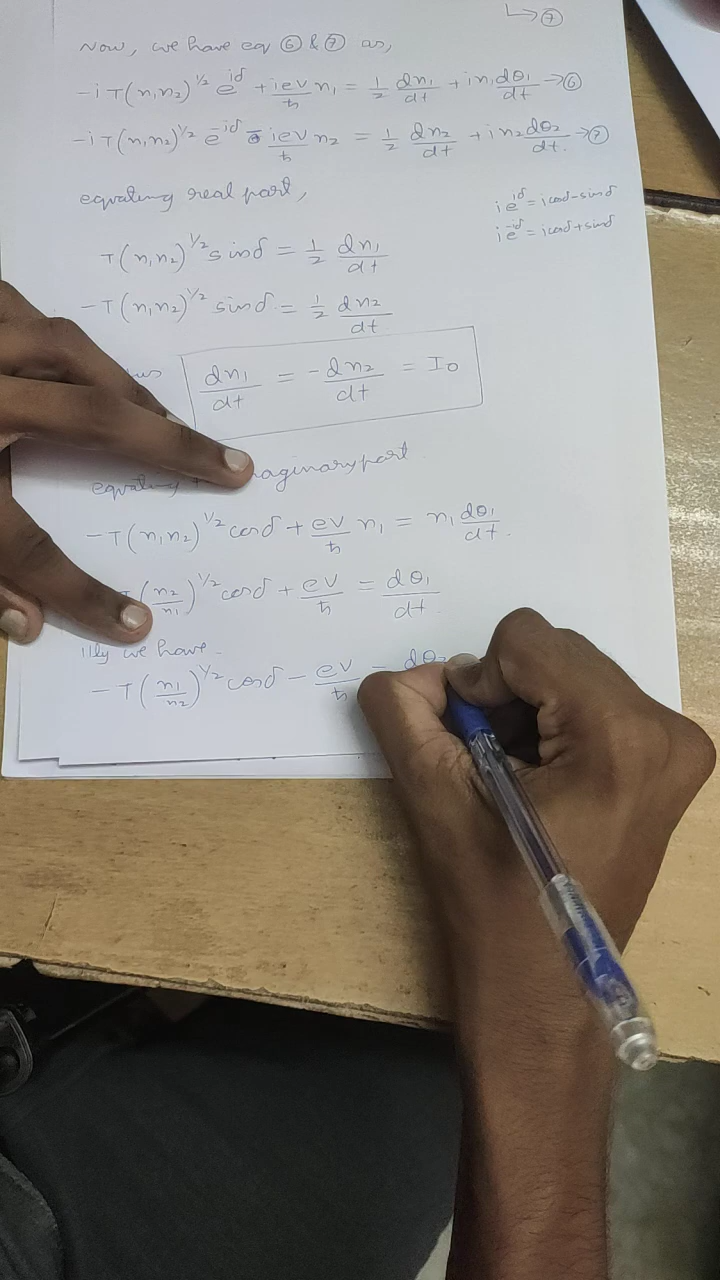 ↳⑦
Now, we have eq ⑥ & ⑦ as,
-iT(n₁n₂)^½ e^{iδ} + iev/ħ n₁ = ½ dn₁/dt + in₁ dθ₁/dt →⑥
-iT(n₁n₂)^½ e^{-iδ} - iev/ħ n₂ = ½ dn₂/dt + in₂ dθ₂/dt. →⑦
equating real part,
ie^{iδ} = icosδ-sinδ
ie^{-iδ} = icosδ+sinδ
T(n₁n₂)^½ sinδ = ½ dn₁/dt
-T(n₁n₂)^½ sinδ = ½ dn₂/dt
dn₁/dt = -dn₂/dt = I₀
equating part
-T(n₁n₂)^½ cosδ + ev/ħ n₁ = n₁ dθ₁/dt.
(n₂/n₁)^½ cosδ + ev/ħ = dθ₁/dt
lllly we have.
-T(n₁/n₂)^½ cosδ - ev/ħ = dθ₂